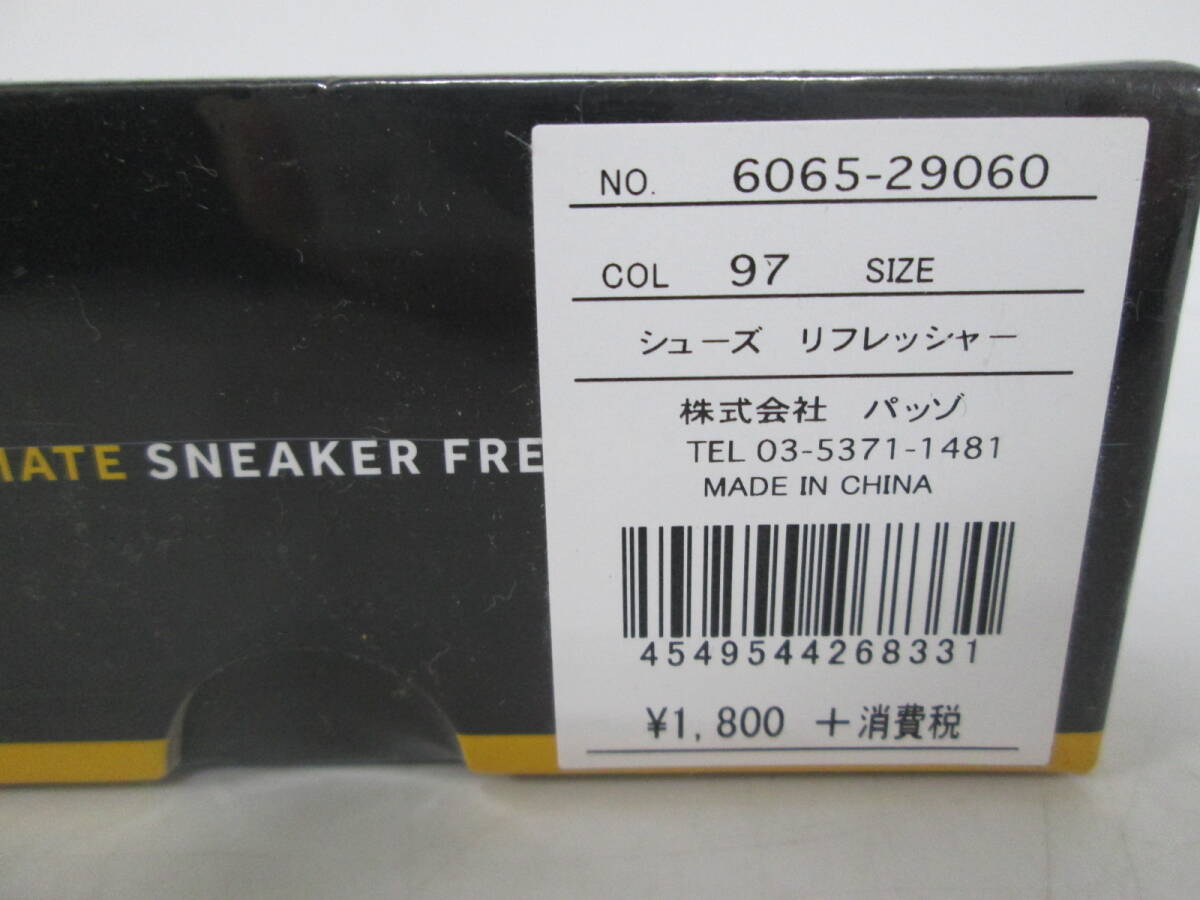 NO. 6065-29060
COL 97 SIZE
シューズ リフレッシャー
株式会社 パッゾ
TEL 03-5371-1481
MADE IN CHINA
4549544268331
¥1,800 +消費税
MATE SNEAKER FRE